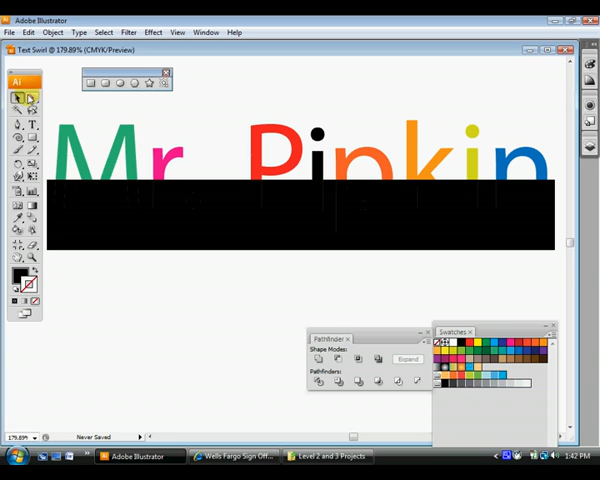 Adobe Illustrator
File Edit Object Type Select Filter Effect View Window Help
Text Swirl @ 179.89% (CMYK/Preview)
Ai
Mr. Pinkin
T
Pathfinder
Shape Modes:
Expand
Pathfinders:
Swatches
179.89% Never Saved
Adobe Illustrator Wells Fargo Sign Off... Level 2 and 3 Projects 1:42 PM